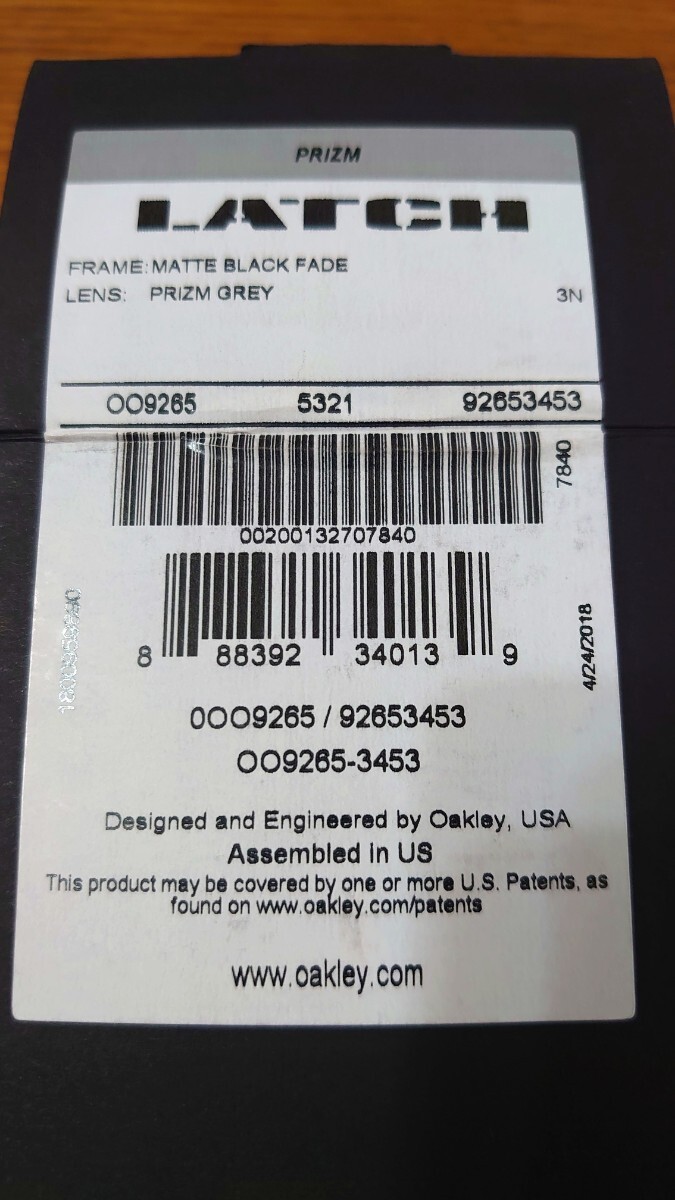 PRIZM
LATCH
FRAME: MATTE BLACK FADE
LENS: PRIZM GREY 3N
OO9265 5321 92653453
7840
00200132707840
8 88392 34013 9
4/24/2018
0OO9265 / 92653453
OO9265-3453
Designed and Engineered by Oakley, USA
Assembled in US
This product may be covered by one or more U.S. Patents, as
found on www.oakley.com/patents
www.oakley.com